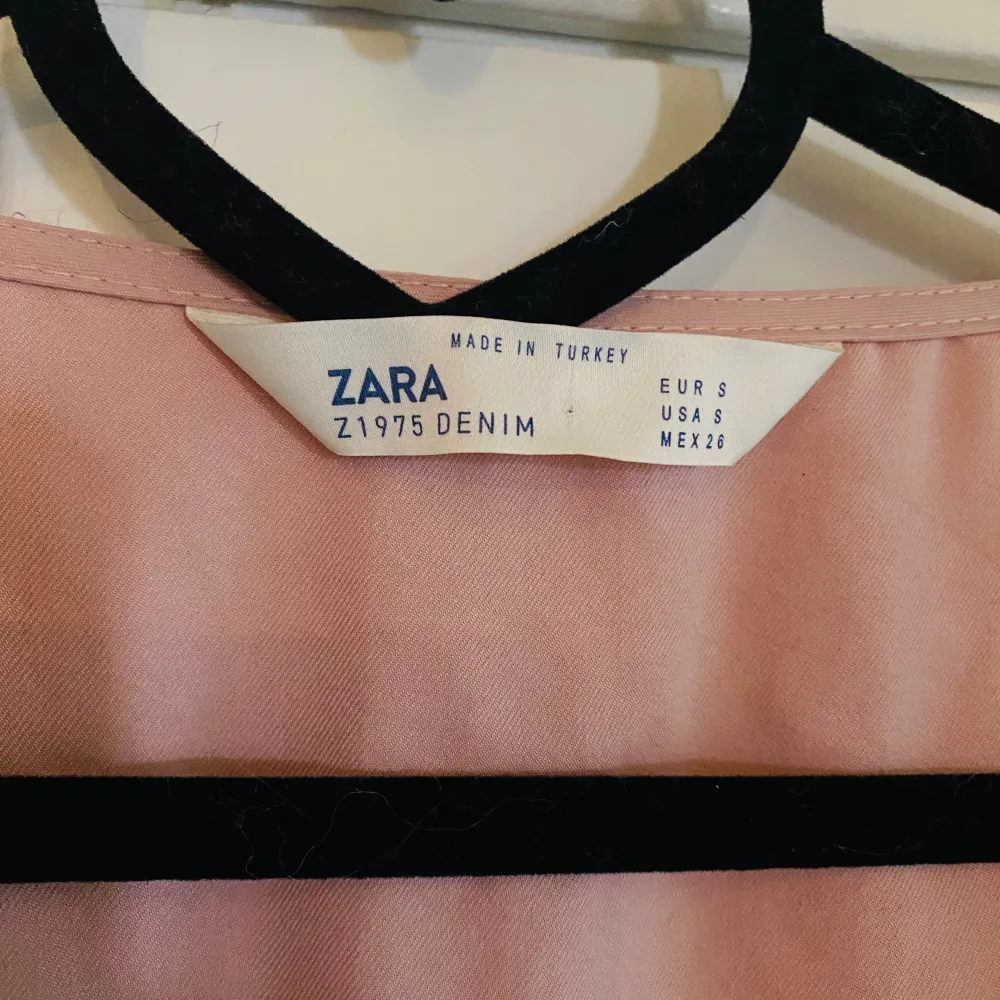 MADE IN TURKEY
ZARA
Z1975 DENIM
EUR S
USA S
MEX 26